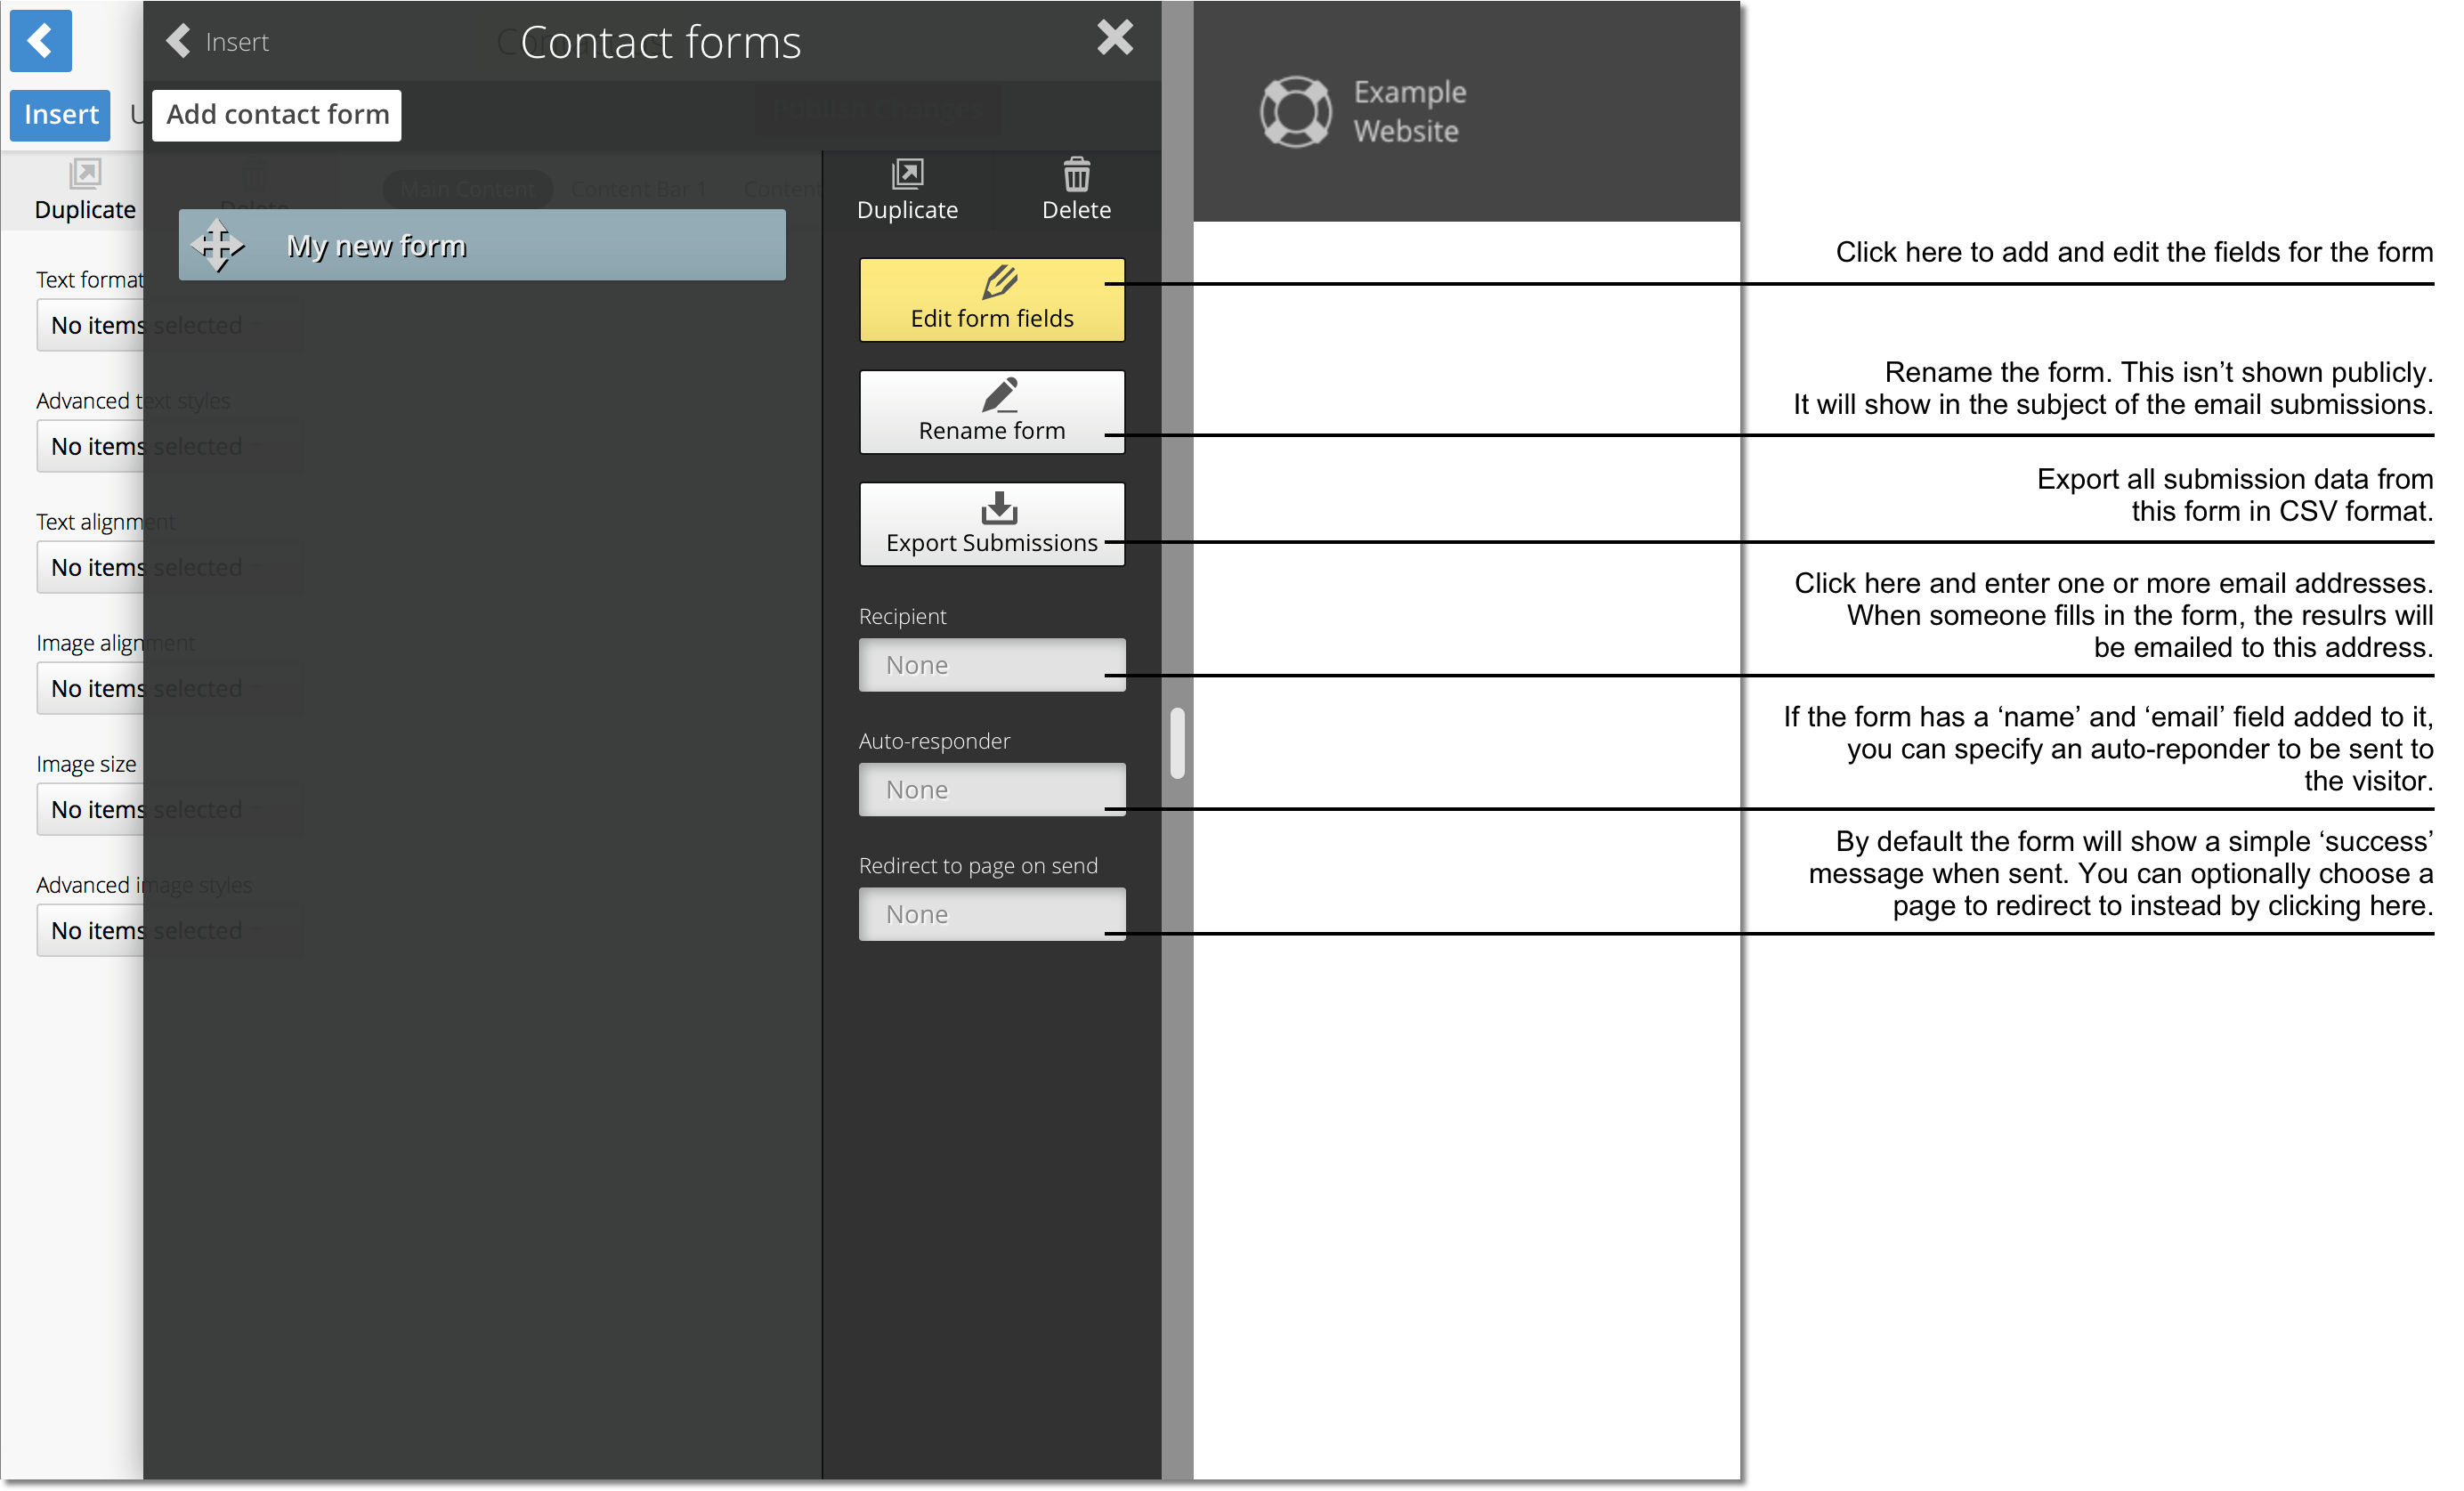 Insert
Contact forms
Insert
U
Add contact form
Publish Changes
Duplicate
Delete
Main Content
Content Bar 1
Content
Duplicate
Delete
My new form
Text format
No items selected
Advanced text styles
No items selected
Text alignment
No items selected
Image alignment
No items selected
Image size
No items selected
Advanced image styles
No items selected
Edit form fields
Rename form
Export Submissions
Recipient
None
Auto-responder
None
Redirect to page on send
None
Example
Website
Click here to add and edit the fields for the form
Rename the form. This isn’t shown publicly.
It will show in the subject of the email submissions.
Export all submission data from
this form in CSV format.
Click here and enter one or more email addresses.
When someone fills in the form, the resulrs will
be emailed to this address.
If the form has a ‘name’ and ‘email’ field added to it,
you can specify an auto-reponder to be sent to
the visitor.
By default the form will show a simple ‘success’
message when sent. You can optionally choose a
page to redirect to instead by clicking here.